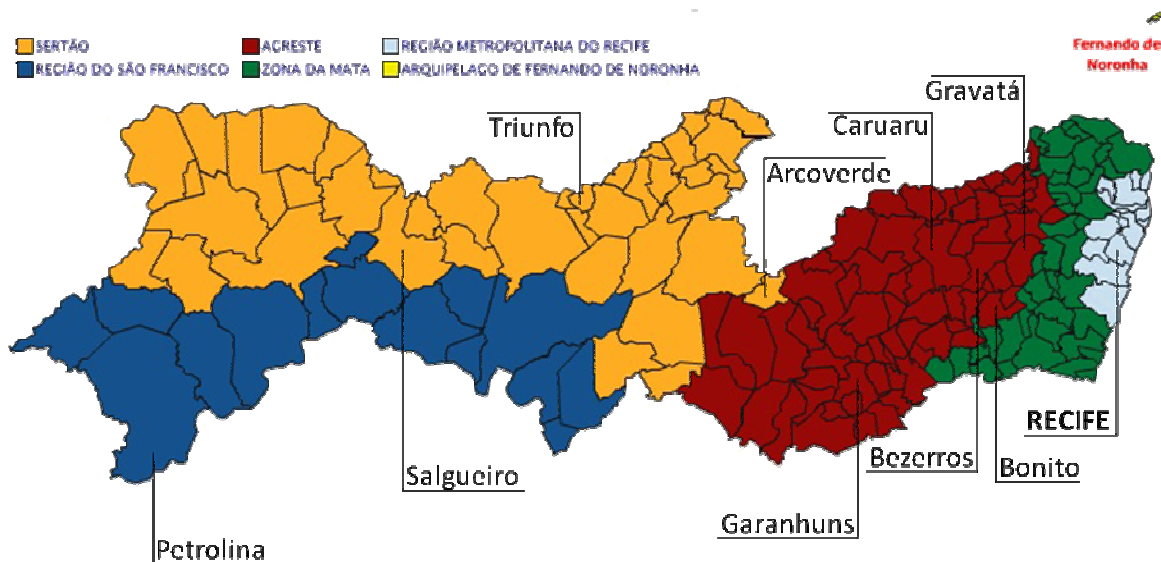 SERTÃO
AGRESTE
REGIÃO METROPOLITANA DO RECIFE
REGIÃO DO SÃO FRANCISCO
ZONA DA MATA
ARQUIPELAGO DE FERNANDO DE NORONHA
Fernando de
Noronha
Gravatá
Triunfo
Caruaru
Arcoverde
RECIFE
Bezerros
Bonito
Salgueiro
Garanhuns
Petrolina